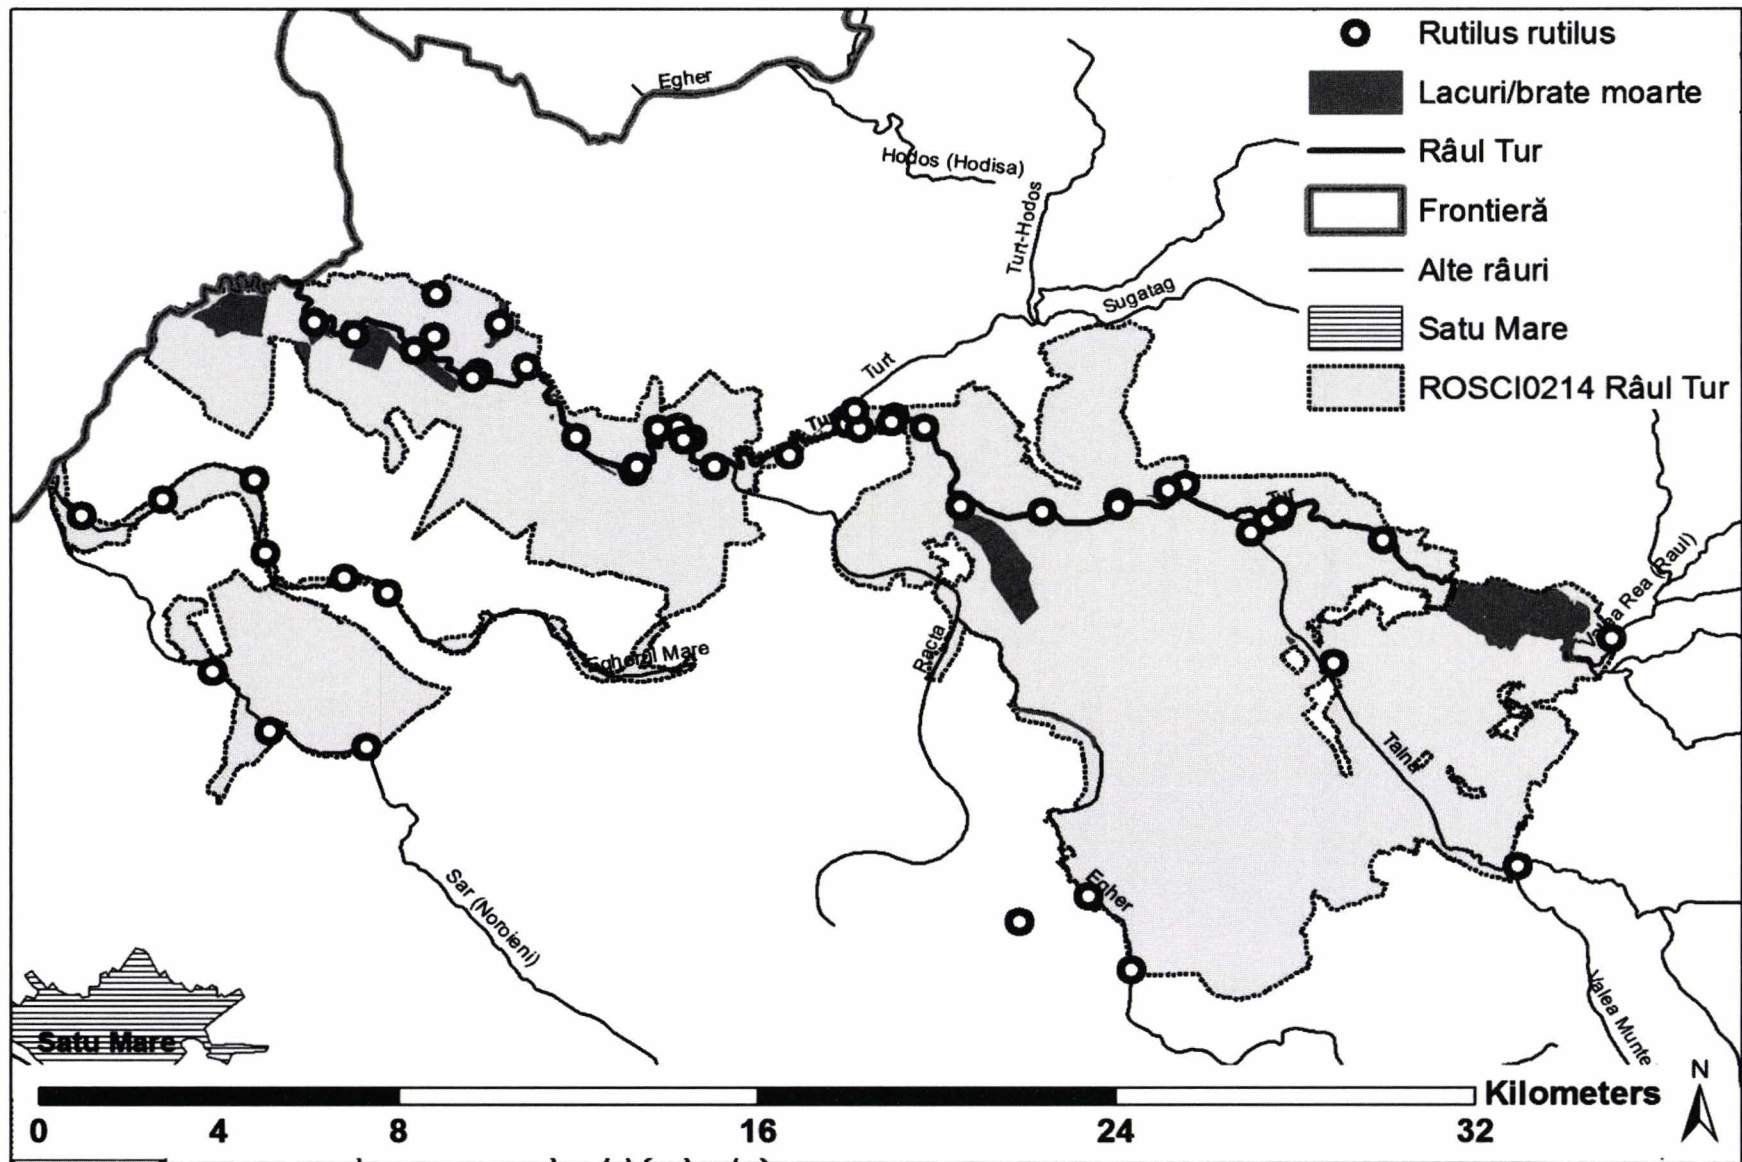 Rutilus rutilus
Lacuri/brate moarte
Râul Tur
Frontieră
Alte râuri
Satu Mare
ROSCI0214 Râul Tur
Egher
Hodos (Hodisa)
Turt-Hodos
Sugatag
Turt
Tur
Tur
Valea Rea (Raul)
Egherul Mare
Racta
Talna
Egher
Sar (Noroieni)
Valea Munte
Satu Mare
N
Kilometers
0 4 8 16 24 32